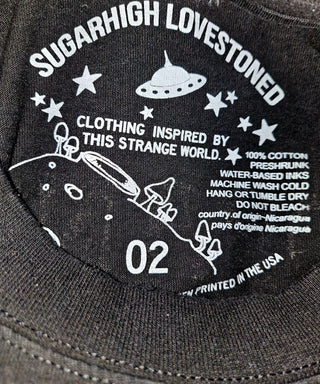 SUGARHIGH LOVESTONED
CLOTHING INSPIRED BY
THIS STRANGE WORLD.
100% COTTON
PRESHRUNK
WATER-BASED INKS
MACHINE WASH COLD
HANG OR TUMBLE DRY
DO NOT BLEACH
country.of origin-Nicaragua
pays d'origine Nicaragua
02
PRINTED IN THE USA